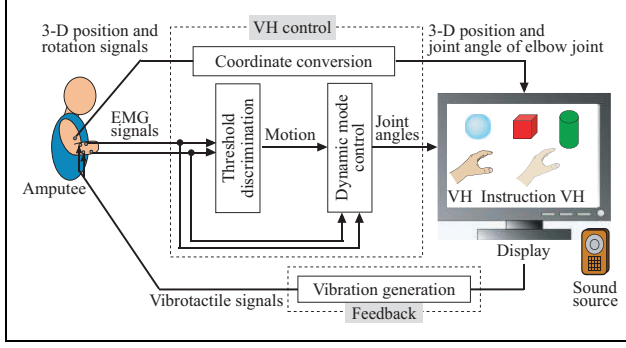 VH control
3-D position and
rotation signals
3-D position and
joint angle of elbow joint
Coordinate conversion
EMG
signals
Threshold
discrimination
Motion
Dynamic mode
control
Joint
angles
Amputee
VH Instruction VH
Display
Sound
source
Vibrotactile signals
Vibration generation
Feedback